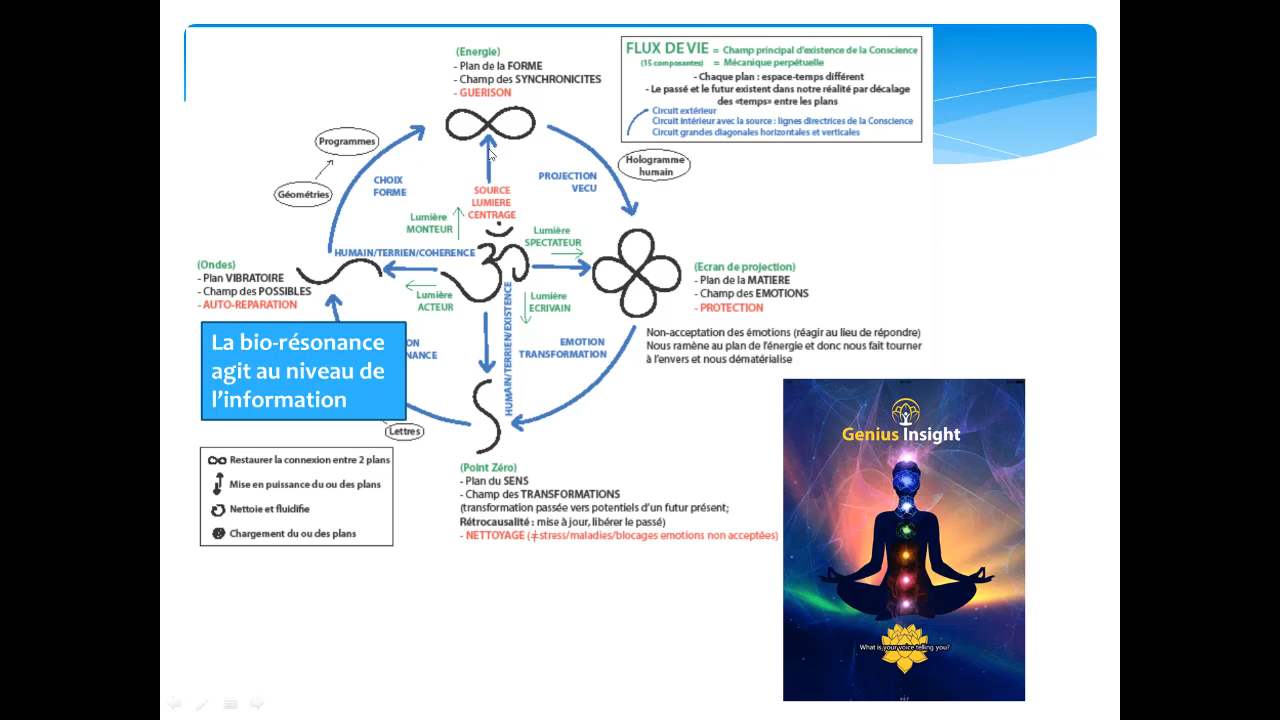 (Energie)
- Plan de la FORME
- Champ des SYNCHRONICITES
- GUERISON
FLUX DE VIE = Champ principal d'existence de la Conscience
(15 composantes) = Mécanique perpétuelle
- Chaque plan : espace-temps différent
- Le passé et le futur existent dans notre réalité par décalage
des «temps» entre les plans
Circuit extérieur
Circuit intérieur avec la source : lignes directrices de la Conscience
Circuit grandes diagonales horizontales et verticales
Programmes
Géométries
Hologramme
humain
CHOIX
FORME
PROJECTION
VECU
SOURCE
LUMIERE
CENTRAGE
Lumière
MONTEUR
Lumière
SPECTATEUR
HUMAIN/TERRIEN/COHERENCE
(Ondes)
- Plan VIBRATOIRE
- Champ des POSSIBLES
- AUTO-REPARATION
Lumière
ACTEUR
Lumière
ECRIVAIN
HUMAIN/TERRIEN/EXISTENCE
(Ecran de projection)
- Plan de la MATIERE
- Champ des EMOTIONS
- PROTECTION
Non-acceptation des émotions (réagir au lieu de répondre)
Nous ramène au plan de l'énergie et donc nous fait tourner
à l'envers et nous dématérialise
La bio-résonance
agit au niveau de
l'information
ON
NANCE
EMOTION
TRANSFORMATION
Lettres
Restaurer la connexion entre 2 plans
Mise en puissance du ou des plans
Nettoie et fluidifie
Chargement du ou des plans
(Point Zéro)
- Plan du SENS
- Champ des TRANSFORMATIONS
(transformation passée vers potentiels d'un futur présent;
Rétrocausalité : mise à jour, libérer le passé)
- NETTOYAGE (≠stress/maladies/blocages emotions non acceptées)
Genius Insight
What is your voice telling you?